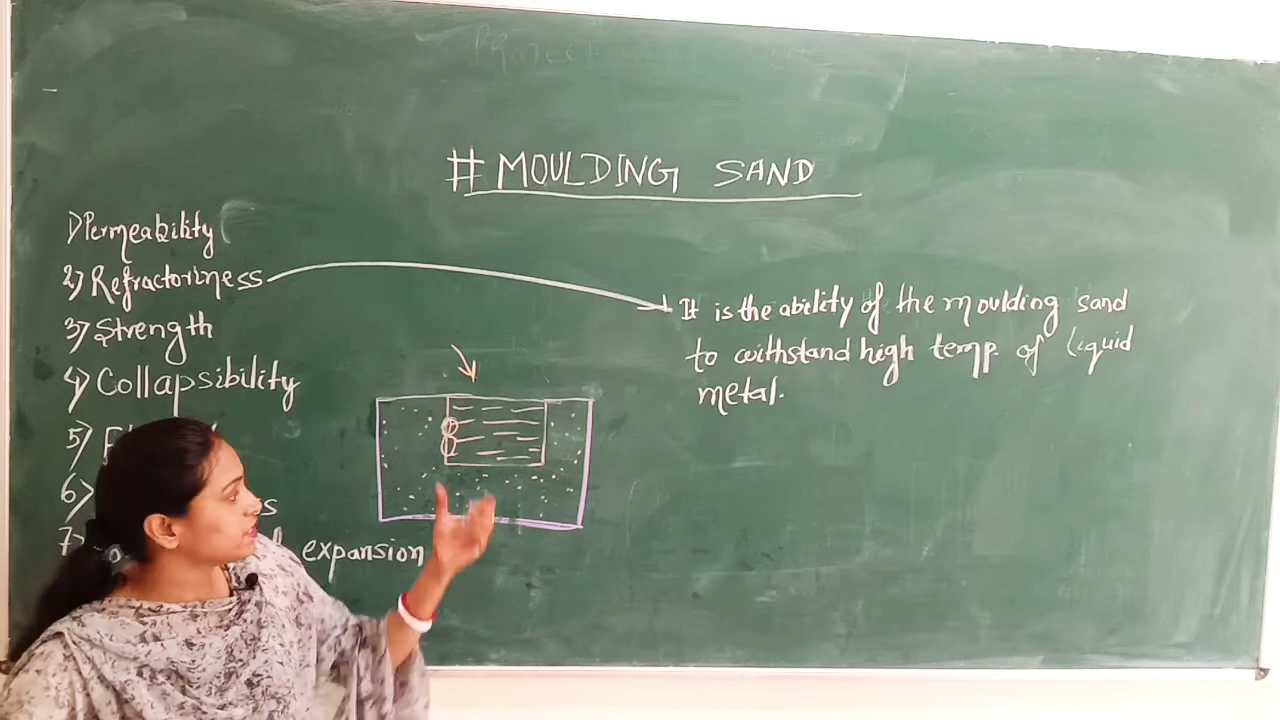 # MOULDING SAND
1) Permeability
2) Refractoriness
3) Strength
4) Collapsibility
5)
6)
7) expansion
It is the ability of the moulding sand
to withstand high temp. of liquid
metal.